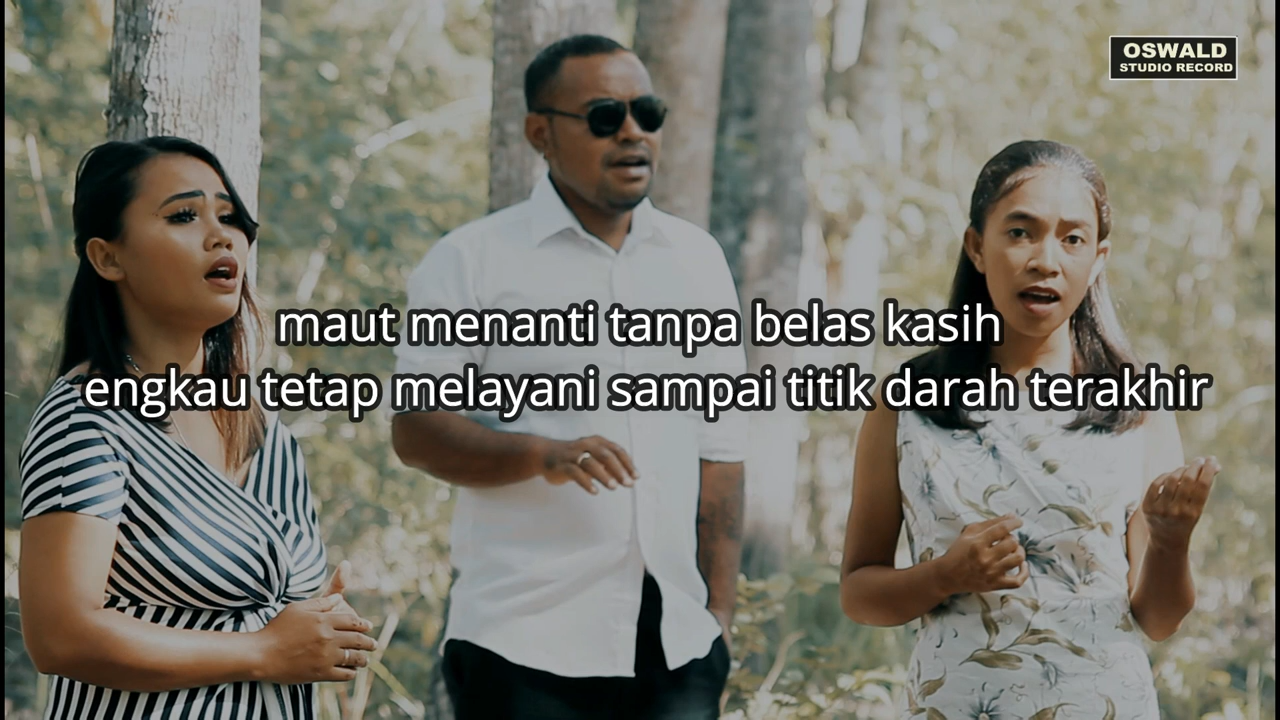 OSWALD
STUDIO RECORD
maut menanti tanpa belas kasih
engkau tetap melayani sampai titik darah terakhir